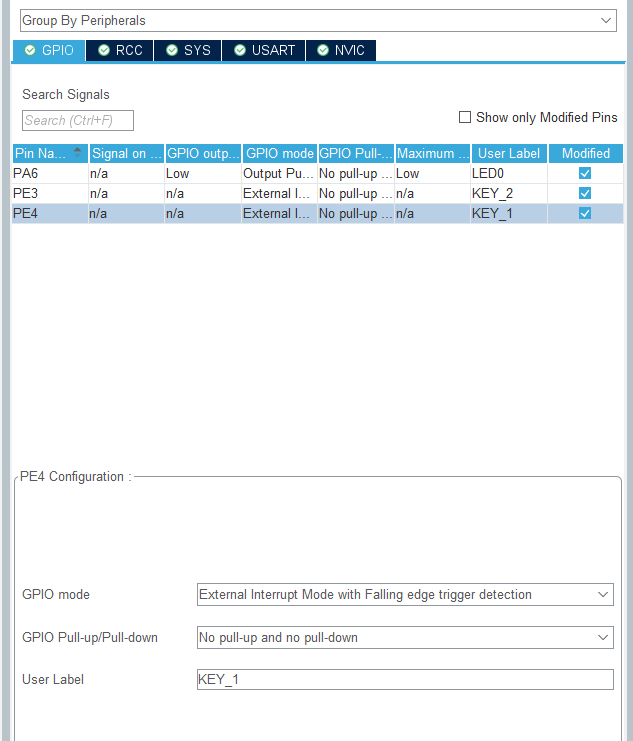 Group By Peripherals
GPIO RCC SYS USART NVIC
Search Signals
Search (Ctrl+F)
Show only Modified Pins
Pin Na... Signal on ... GPIO outp... GPIO mode GPIO Pull-... Maximum ... User Label Modified
PA6 n/a Low Output Pu... No pull-up ... Low LED0
PE3 n/a n/a External I... No pull-up ... n/a KEY_2
PE4 n/a n/a External I... No pull-up ... n/a KEY_1
PE4 Configuration :
GPIO mode External Interrupt Mode with Falling edge trigger detection
GPIO Pull-up/Pull-down No pull-up and no pull-down
User Label KEY_1